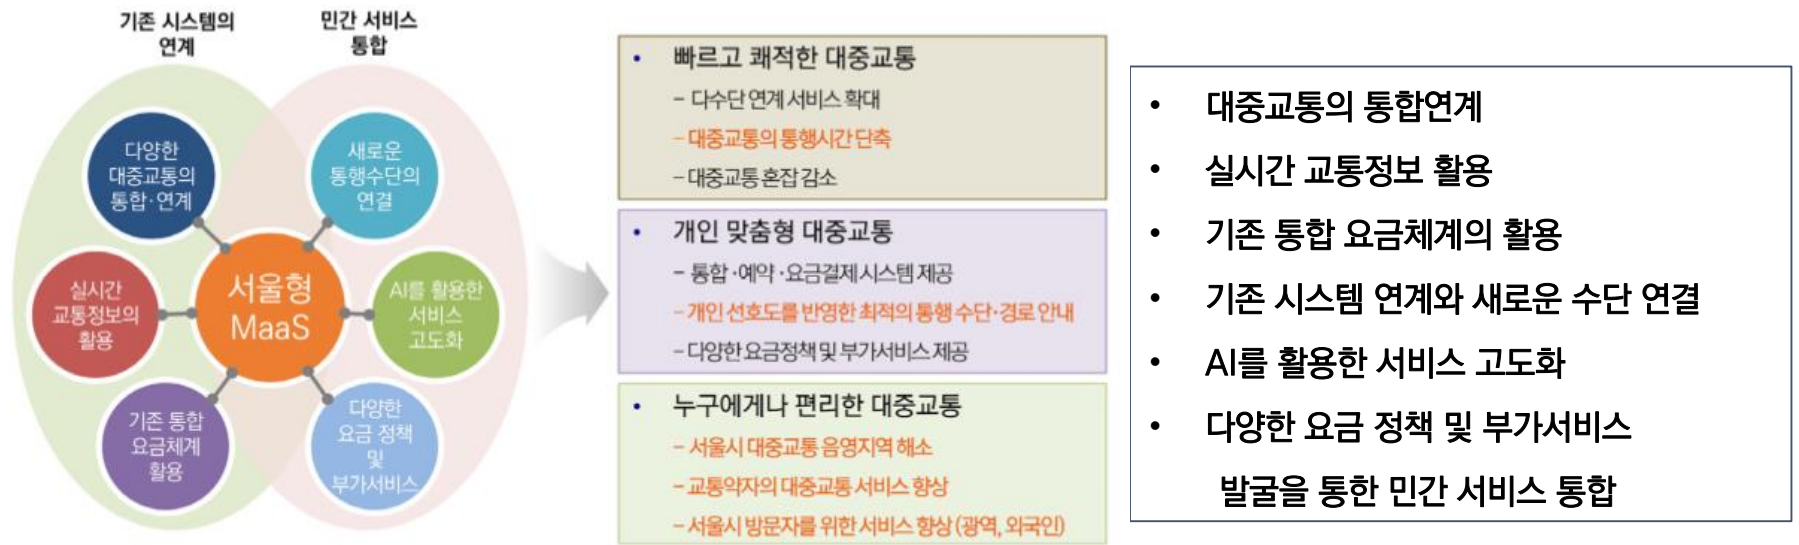 기존 시스템의
연계
민간 서비스
통합
다양한
대중교통의
통합·연계
새로운
통행수단의
연결
실시간
교통정보의
활용
서울형
MaaS
AI를 활용한
서비스
고도화
기존 통합
요금체계
활용
다양한
요금 정책
및
부가서비스
• 빠르고 쾌적한 대중교통
- 다수단 연계 서비스 확대
- 대중교통의 통행시간 단축
- 대중교통 혼잡 감소
• 개인 맞춤형 대중교통
- 통합·예약·요금결제 시스템 제공
- 개인 선호도를 반영한 최적의 통행 수단·경로 안내
- 다양한 요금정책 및 부가서비스 제공
• 누구에게나 편리한 대중교통
- 서울시 대중교통 음영지역 해소
- 교통약자의 대중교통 서비스 향상
- 서울시 방문자를 위한 서비스 향상 (광역, 외국인)
• 대중교통의 통합연계
• 실시간 교통정보 활용
• 기존 통합 요금체계의 활용
• 기존 시스템 연계와 새로운 수단 연결
• AI를 활용한 서비스 고도화
• 다양한 요금 정책 및 부가서비스
발굴을 통한 민간 서비스 통합